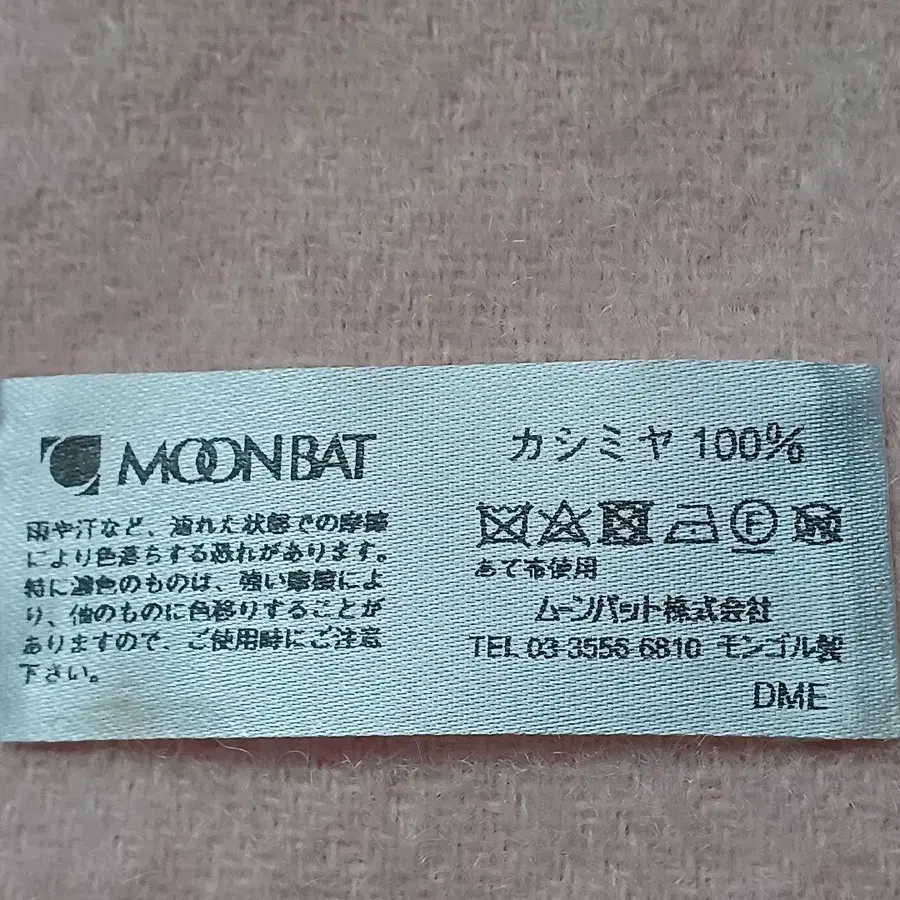 MOONBAT
雨や汗など、濡れた状態での摩擦
により色落ちする恐れがあります。
特に濃色のものは、強い摩擦によ
り、他のものに色移りすることが
ありますので、ご使用時にご注意
下さい。
カシミヤ 100%
F
あて布使用
ムーンバット株式会社
TEL 03-3556-6810 モンゴル製
DME